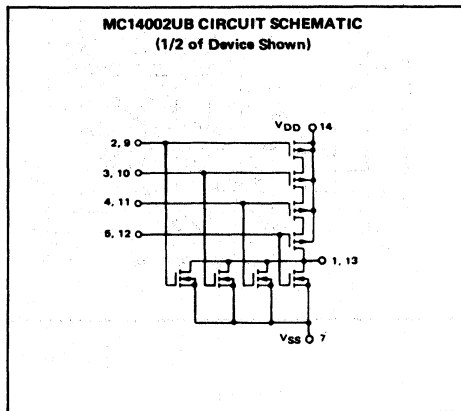 MC14002UB CIRCUIT SCHEMATIC
(1/2 of Device Shown)
VDD 14
2, 9
3, 10
4, 11
5, 12
1, 13
VSS 7